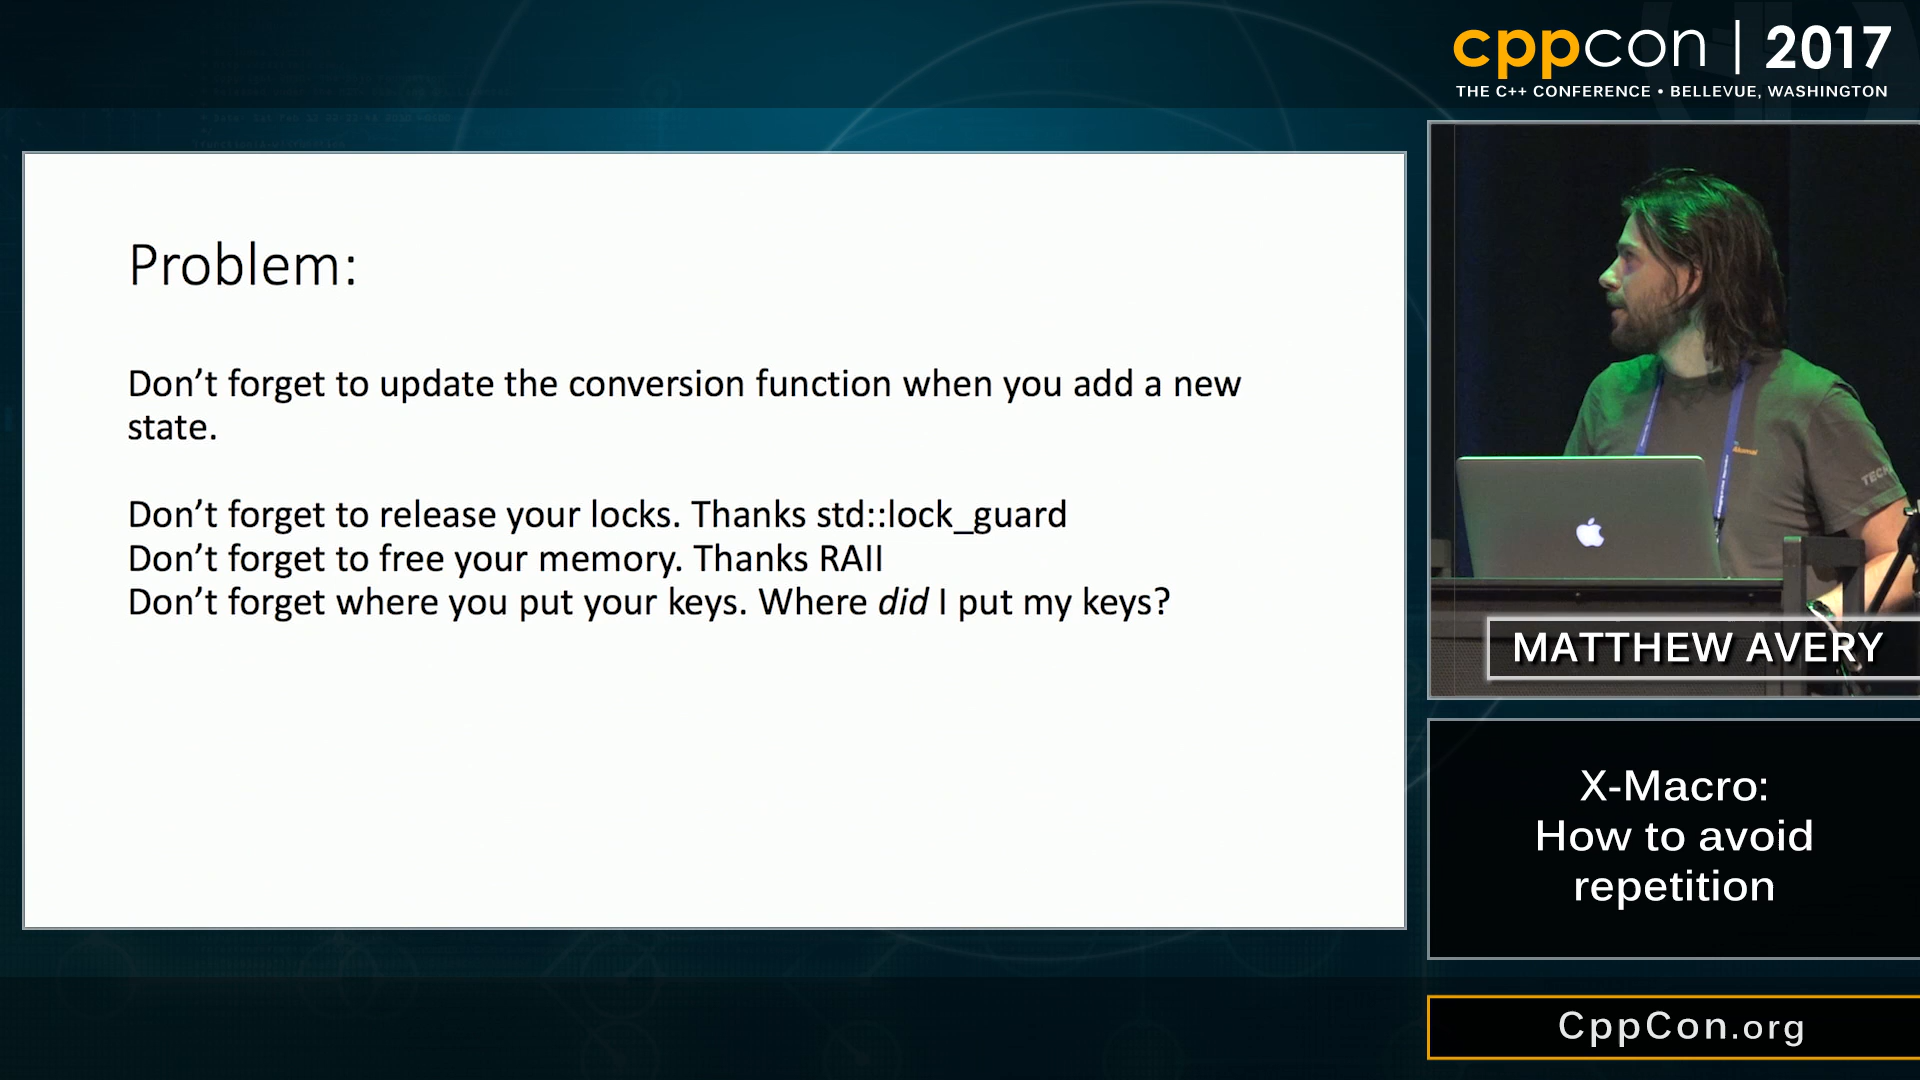 cppcon | 2017
THE C++ CONFERENCE • BELLEVUE, WASHINGTON
Problem:
Don’t forget to update the conversion function when you add a new
state.
Don’t forget to release your locks. Thanks std::lock_guard
Don’t forget to free your memory. Thanks RAII
Don’t forget where you put your keys. Where did I put my keys?
TECH
MATTHEW AVERY
X-Macro:
How to avoid
repetition
CppCon.org